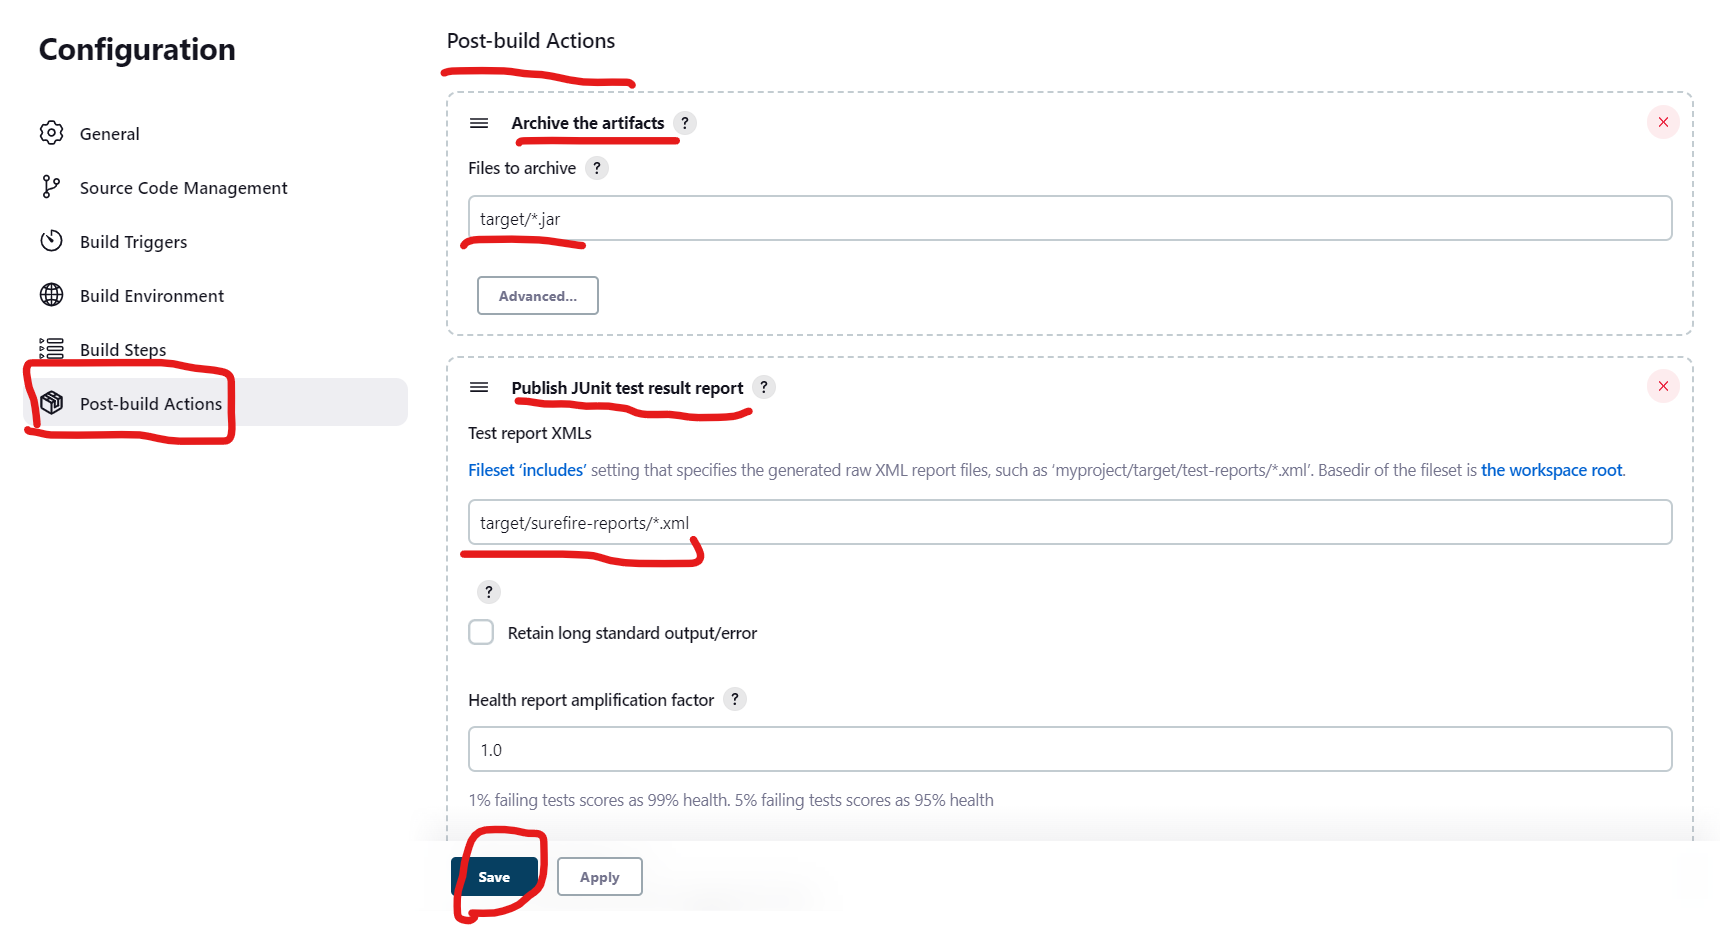 Configuration
General
Source Code Management
Build Triggers
Build Environment
Build Steps
Post-build Actions
Post-build Actions
Archive the artifacts ?
Files to archive ?
target/*.jar
Advanced...
Publish JUnit test result report ?
Test report XMLs
Fileset ‘includes’ setting that specifies the generated raw XML report files, such as ‘myproject/target/test-reports/*.xml’. Basedir of the fileset is the workspace root.
target/surefire-reports/*.xml
?
Retain long standard output/error
Health report amplification factor ?
1.0
1% failing tests scores as 99% health. 5% failing tests scores as 95% health
Save Apply